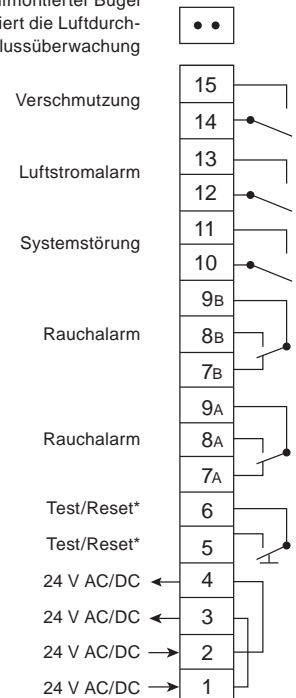 Bügel
iert die Luftdurch-
lussüberwachung
15
Verschmutzung
14
13
Luftstromalarm
12
11
Systemstörung
10
9B
Rauchalarm 8B
7B
9A
Rauchalarm 8A
7A
Test/Reset* 6
Test/Reset* 5
24 V AC/DC 4
24 V AC/DC 3
24 V AC/DC 2
24 V AC/DC 1